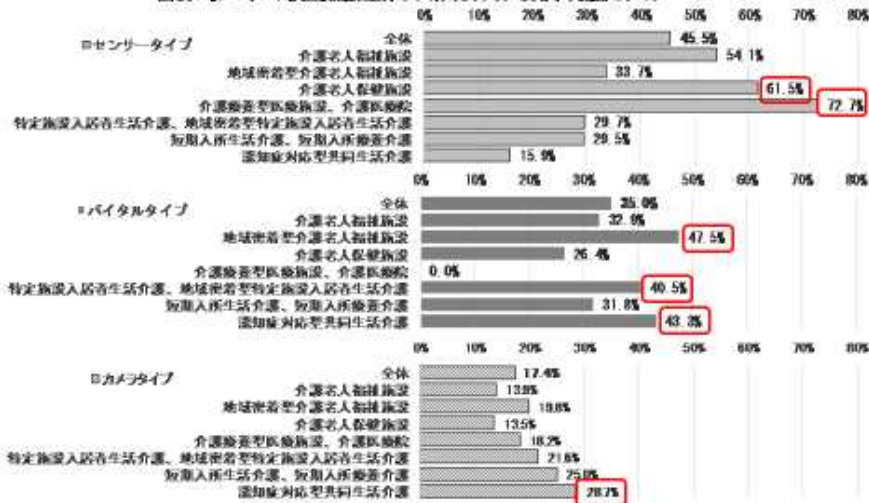 0% 10% 20% 30% 40% 50% 60% 70% 80%
センサータイプ
全体 45.5%
介護老人福祉施設 54.1%
地域密着型介護老人福祉施設 33.7%
介護老人保健施設 61.5%
介護療養型医療施設、介護医療院 72.7%
特定施設入居者生活介護、地域密着型特定施設入居者生活介護 29.7%
短期入所生活介護、短期入所療養介護 29.5%
認知症対応型共同生活介護 15.9%
0% 10% 20% 30% 40% 50% 60% 70% 80%
バイタルタイプ
全体 35.0%
介護老人福祉施設 32.9%
地域密着型介護老人福祉施設 47.5%
介護老人保健施設 26.4%
介護療養型医療施設、介護医療院 0.0%
特定施設入居者生活介護、地域密着型特定施設入居者生活介護 40.5%
短期入所生活介護、短期入所療養介護 31.8%
認知症対応型共同生活介護 43.3%
0% 10% 20% 30% 40% 50% 60% 70% 80%
カメラタイプ
全体 17.4%
介護老人福祉施設 13.9%
地域密着型介護老人福祉施設 19.8%
介護老人保健施設 13.5%
介護療養型医療施設、介護医療院 18.2%
特定施設入居者生活介護、地域密着型特定施設入居者生活介護 21.6%
短期入所生活介護、短期入所療養介護 25.0%
認知症対応型共同生活介護 28.7%